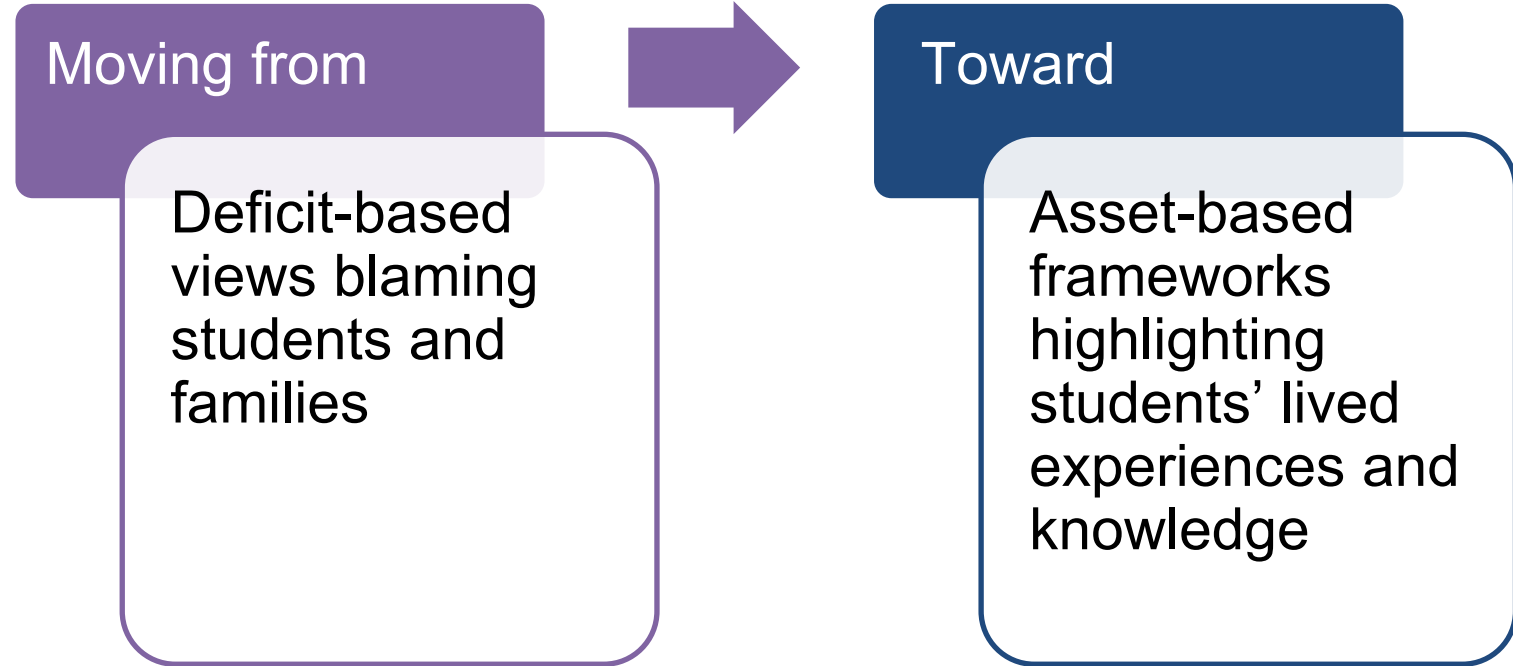 Moving from
Deficit-based
views blaming
students and
families
Toward
Asset-based
frameworks
highlighting
students’ lived
experiences and
knowledge